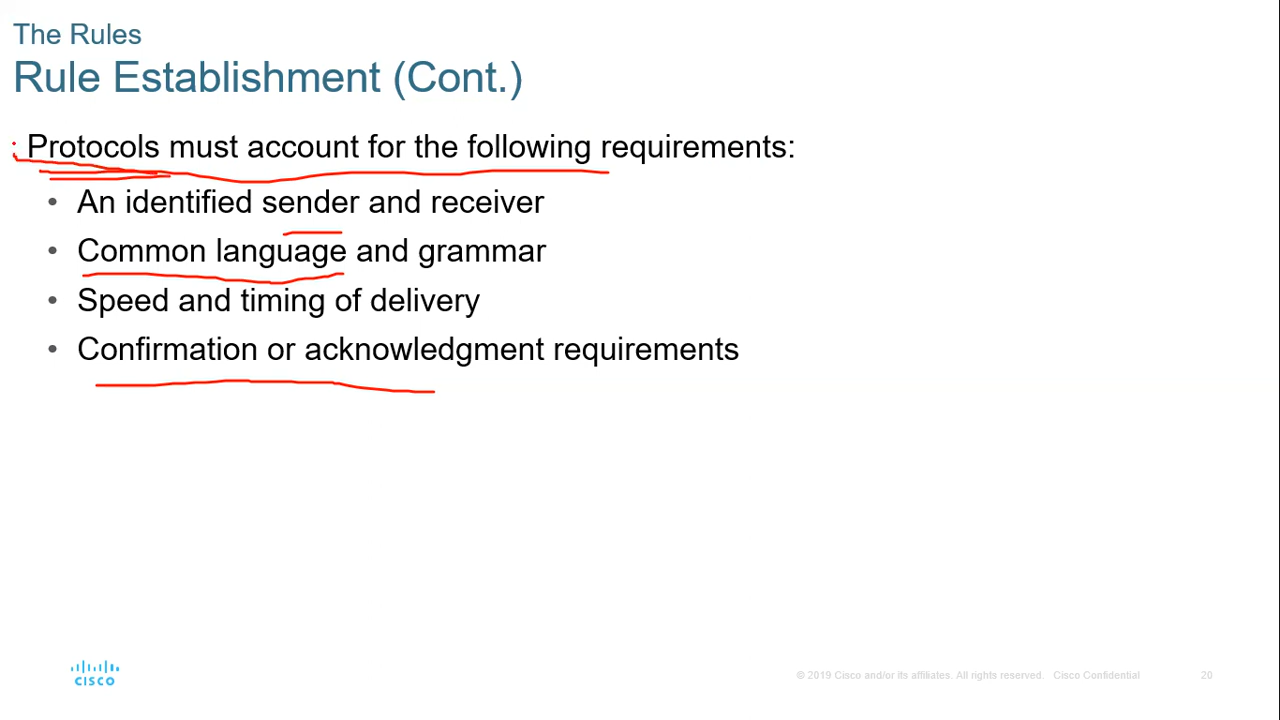 The Rules
Rule Establishment (Cont.)
Protocols must account for the following requirements:
• An identified sender and receiver
• Common language and grammar
• Speed and timing of delivery
• Confirmation or acknowledgment requirements
CISCO
© 2019 Cisco and/or its affiliates. All rights reserved. Cisco Confidential 20